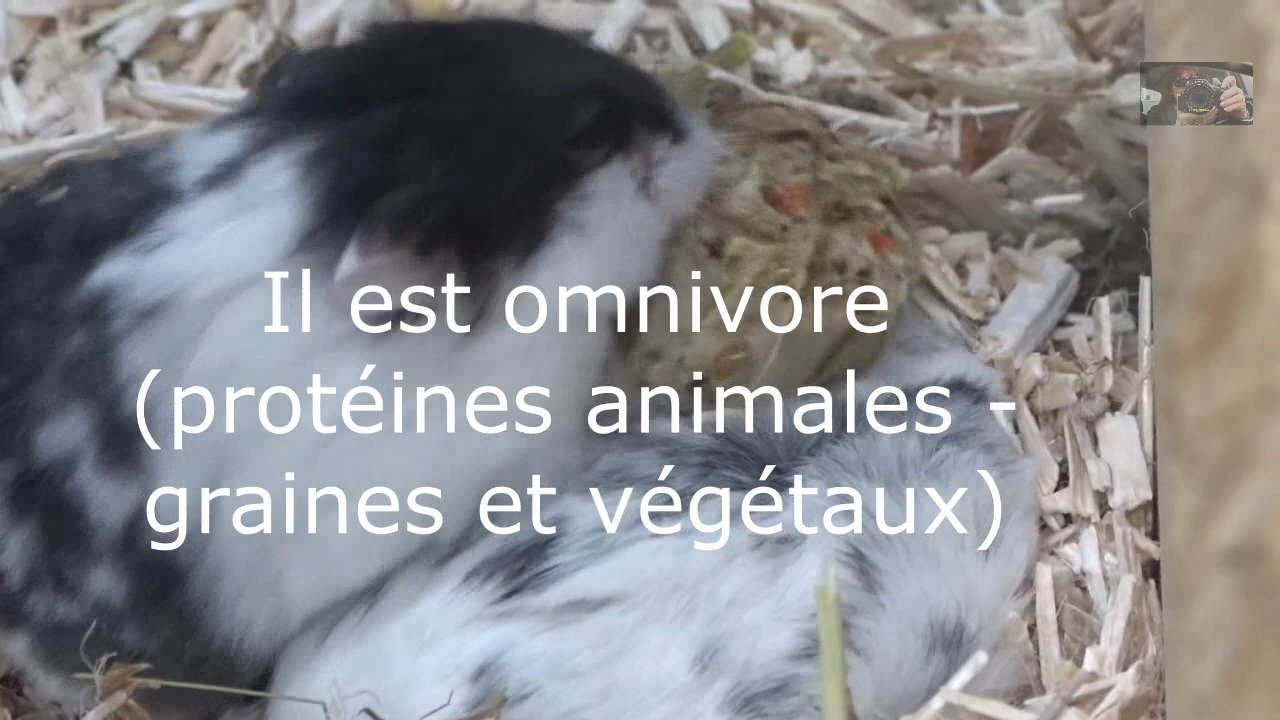 Il est omnivore
(protéines animales -
graines et végétaux)